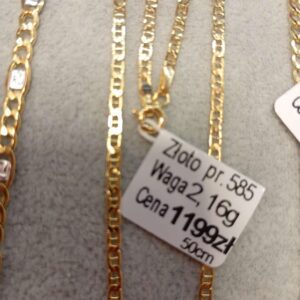 Złoto pr. 585
Waga 2, 16g
Cena 1199zł
50cm